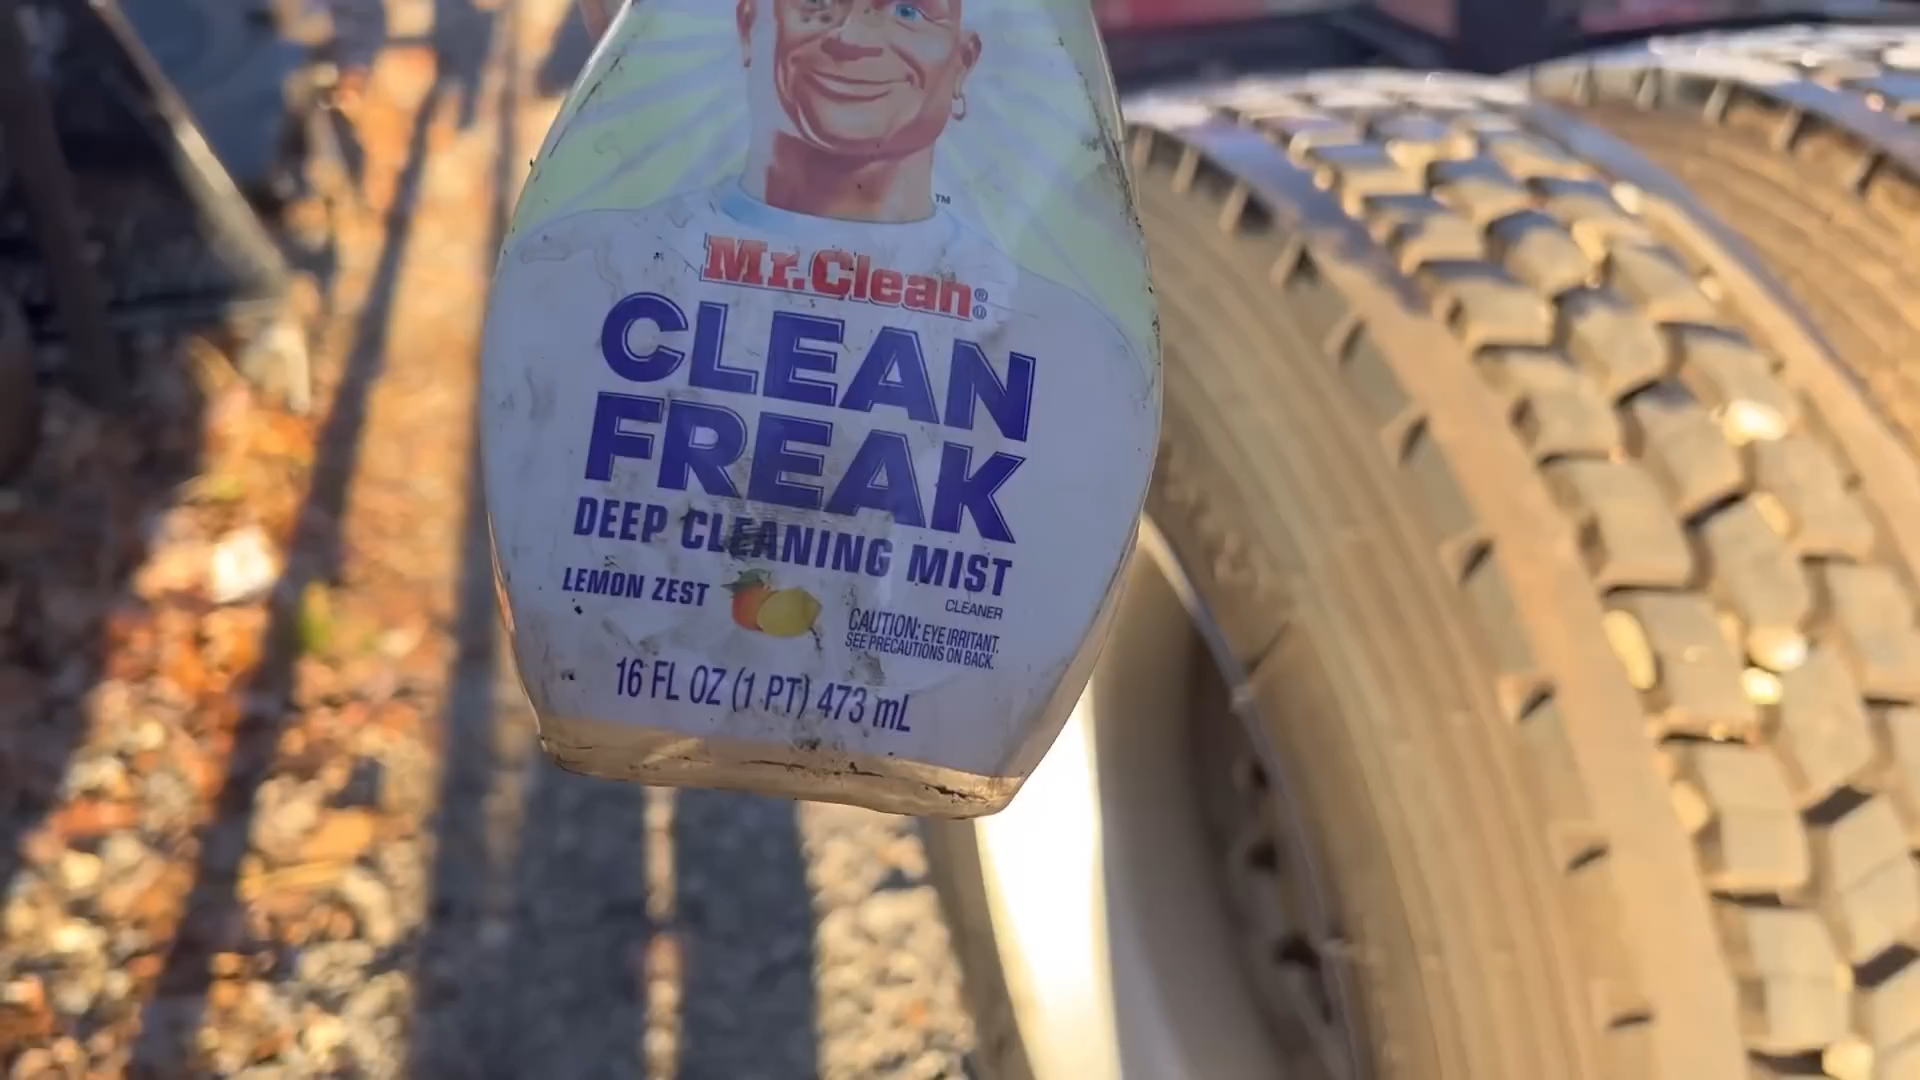 ™
Mr. Clean®
CLEAN
FREAK
DEEP CLEANING MIST
CLEANER
LEMON ZEST
CAUTION: EYE IRRITANT.
SEE PRECAUTIONS ON BACK.
16 FL OZ (1 PT) 473 mL